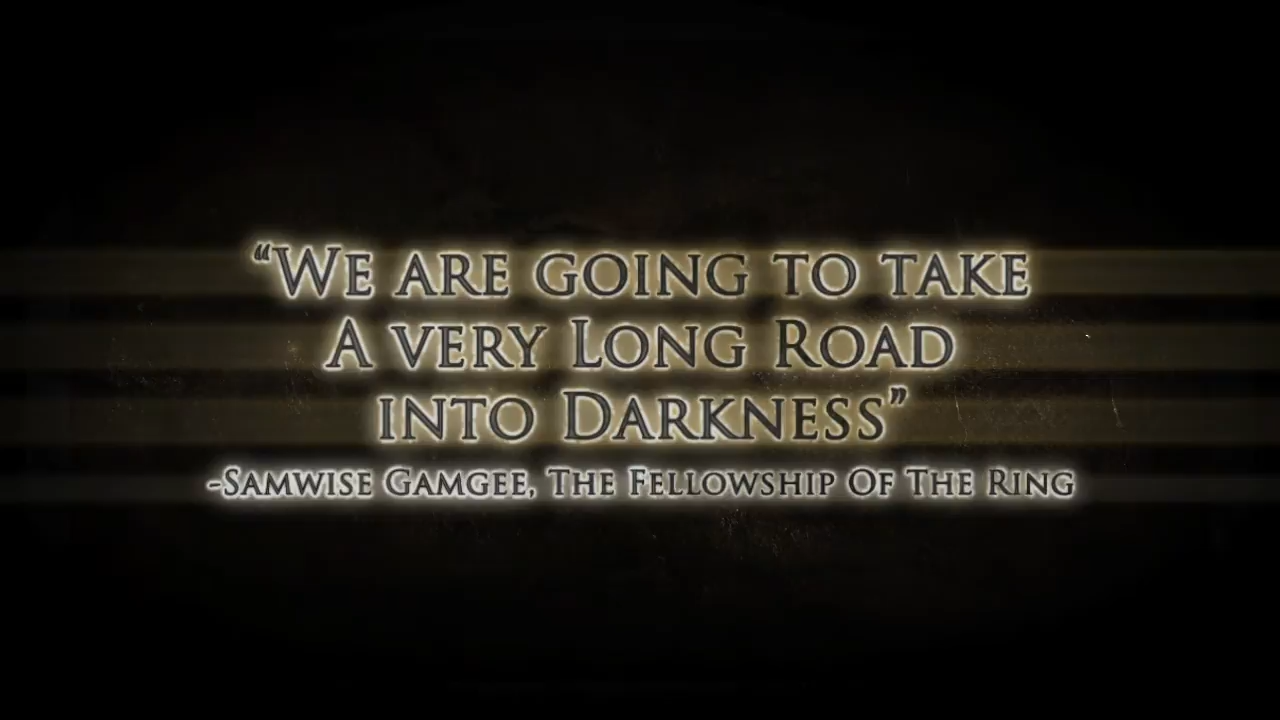 “We are going to take
A very Long Road
into Darkness”
-Samwise Gamgee, The Fellowship Of The Ring